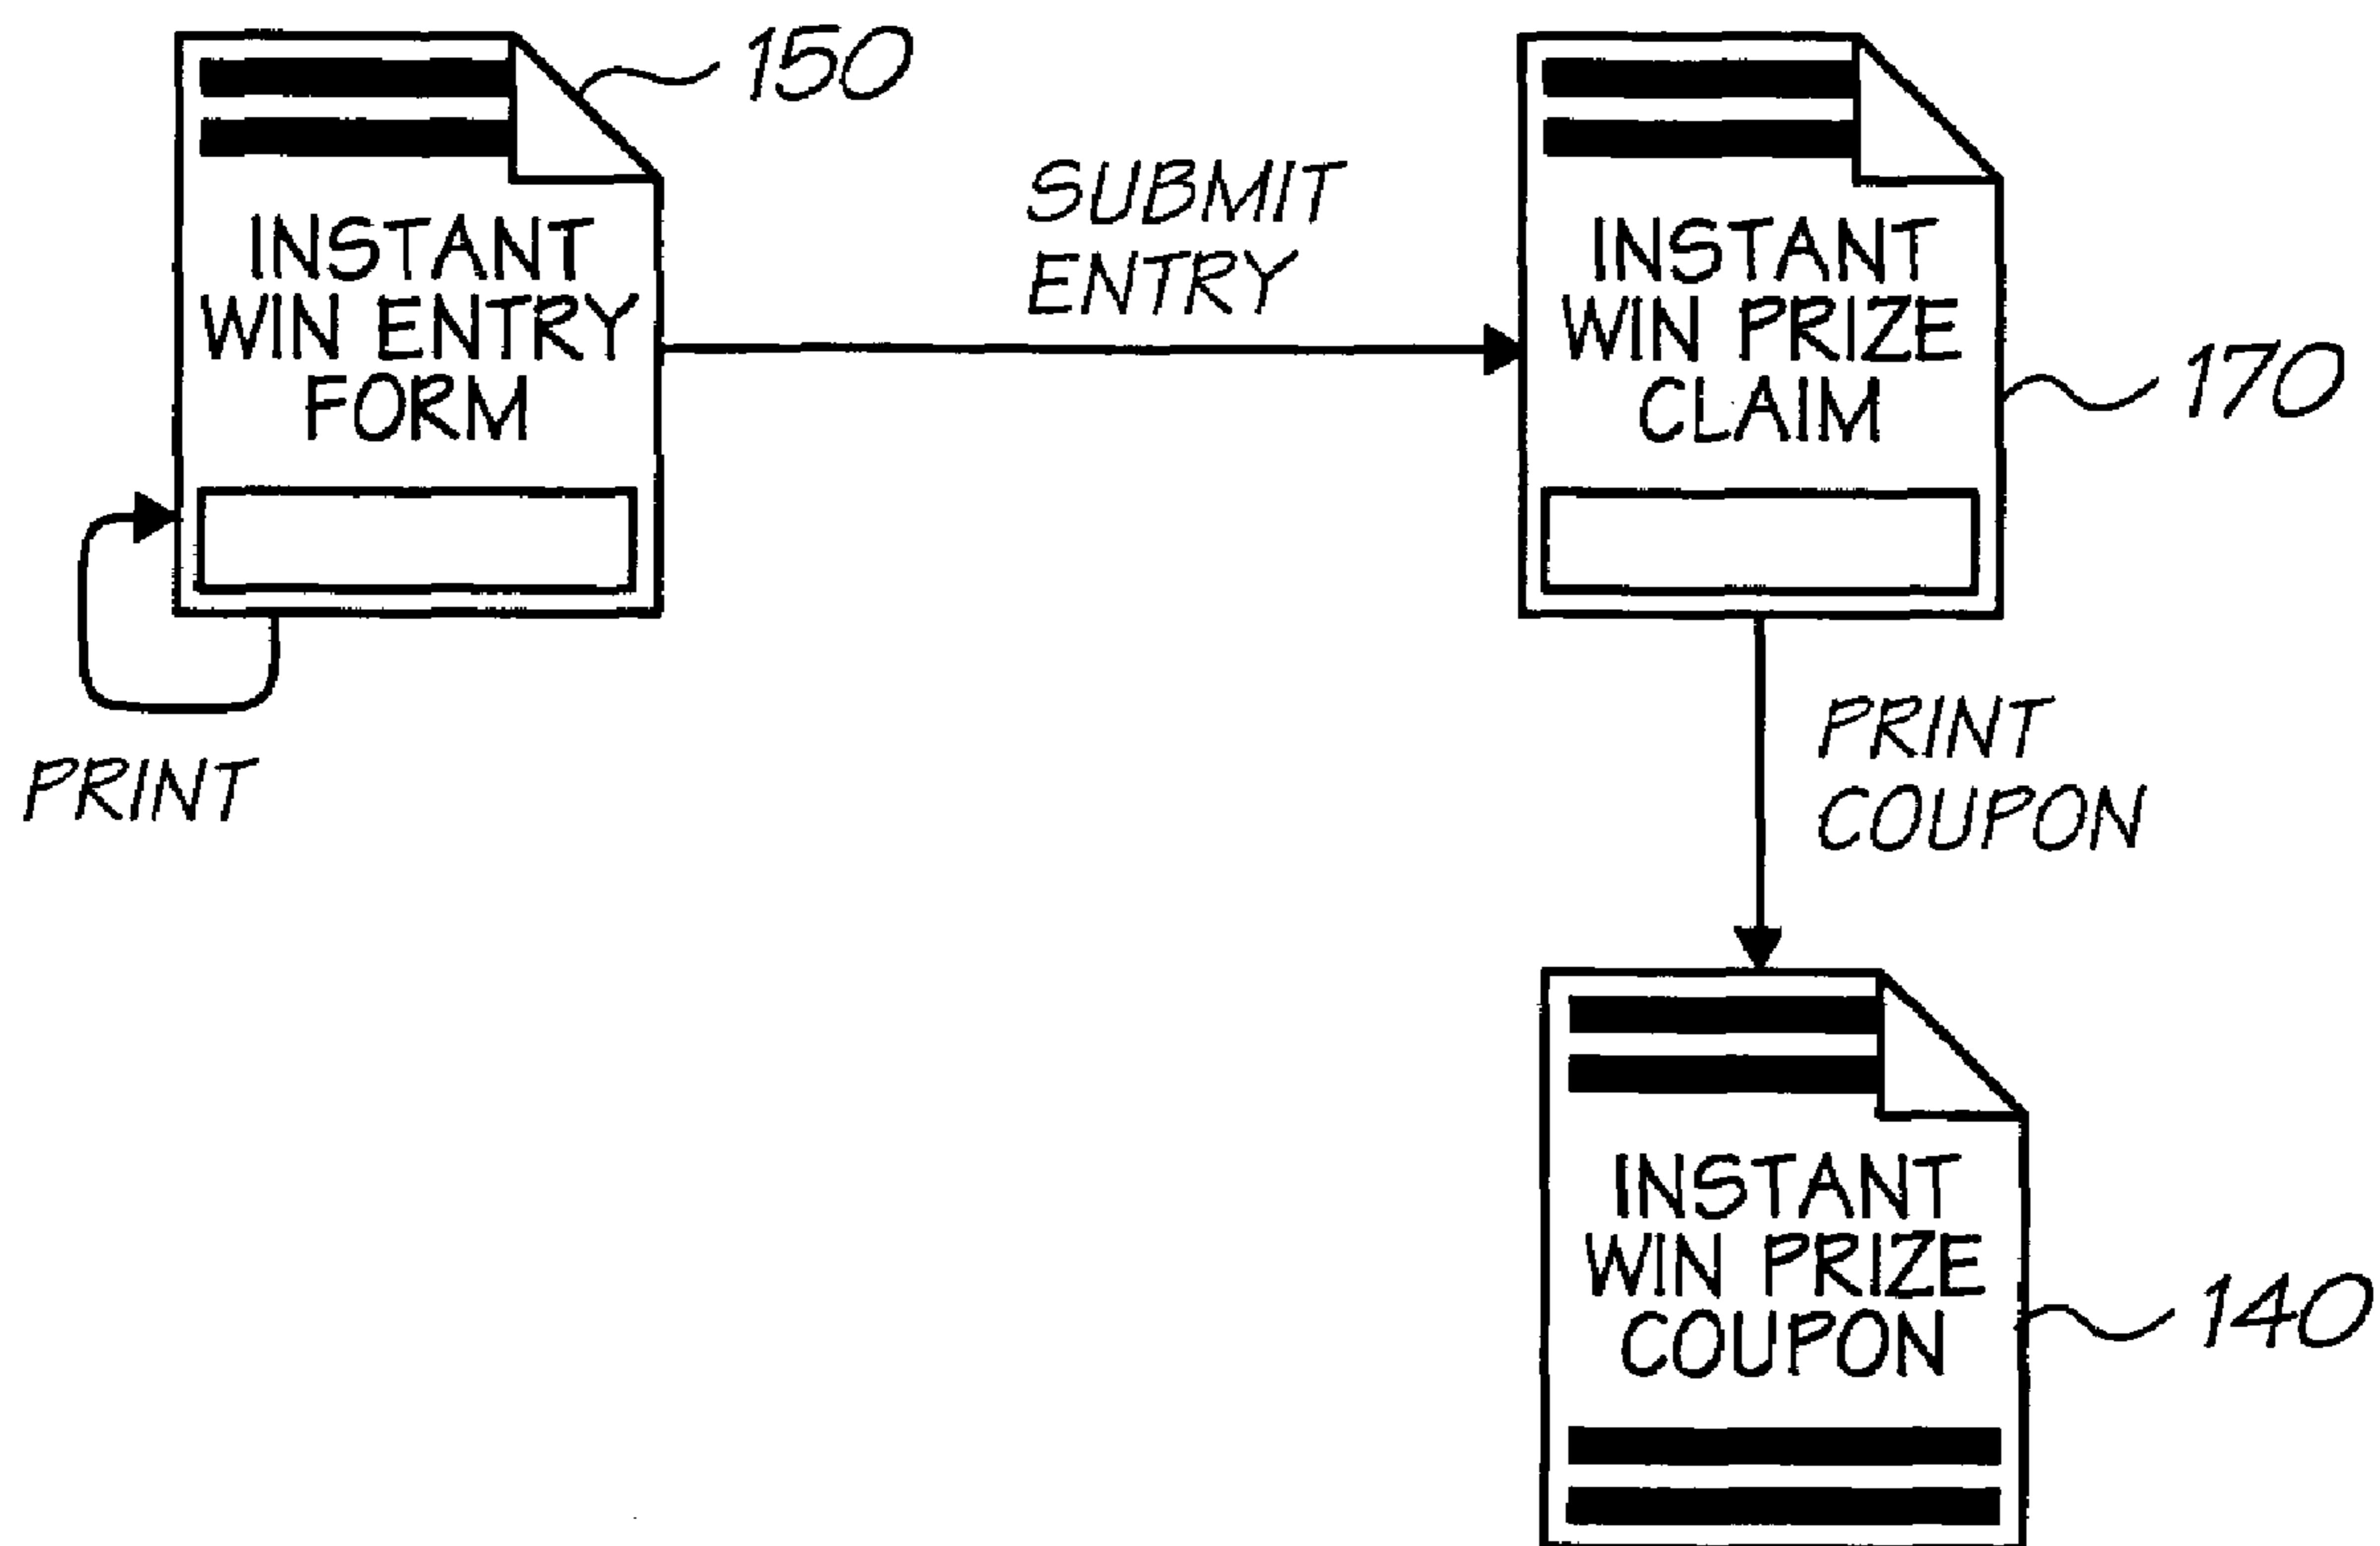 150
INSTANT
WIN ENTRY
FORM
PRINT
SUBMIT
ENTRY
INSTANT
WIN PRIZE
CLAIM
170
PRINT
COUPON
INSTANT
WIN PRIZE
COUPON
140